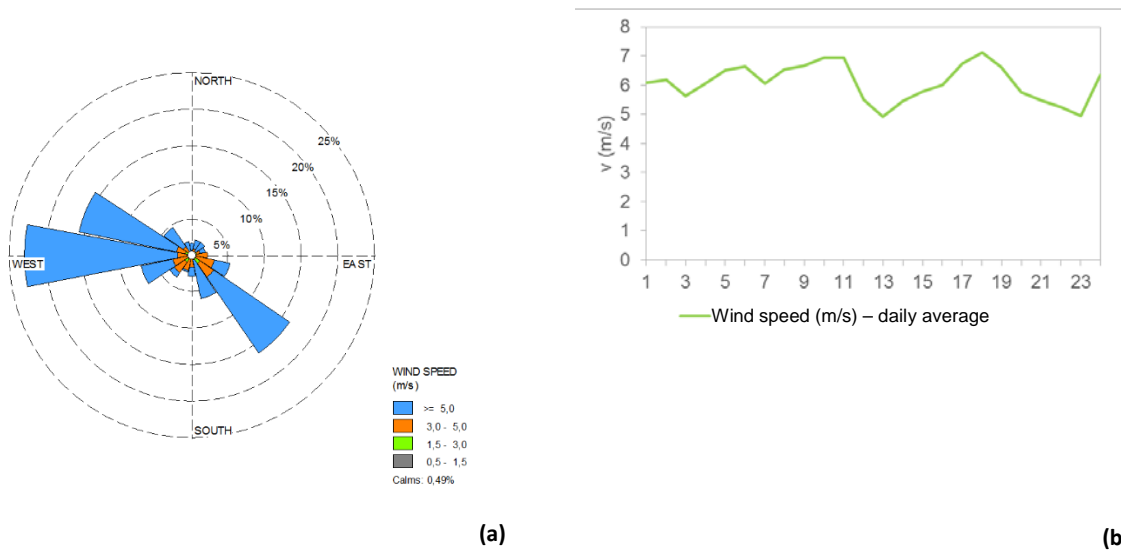 NORTH
25%
20%
15%
10%
5%
WEST
EAST
SOUTH
WIND SPEED
(m/s)
>= 5,0
3,0 - 5,0
1,5 - 3,0
0,5 - 1,5
Calms: 0,49%
(a)
8
7
6
5
4
3
2
1
0
v (m/s)
1 3 5 7 9 11 13 15 17 19 21 23
Wind speed (m/s) – daily average
(b